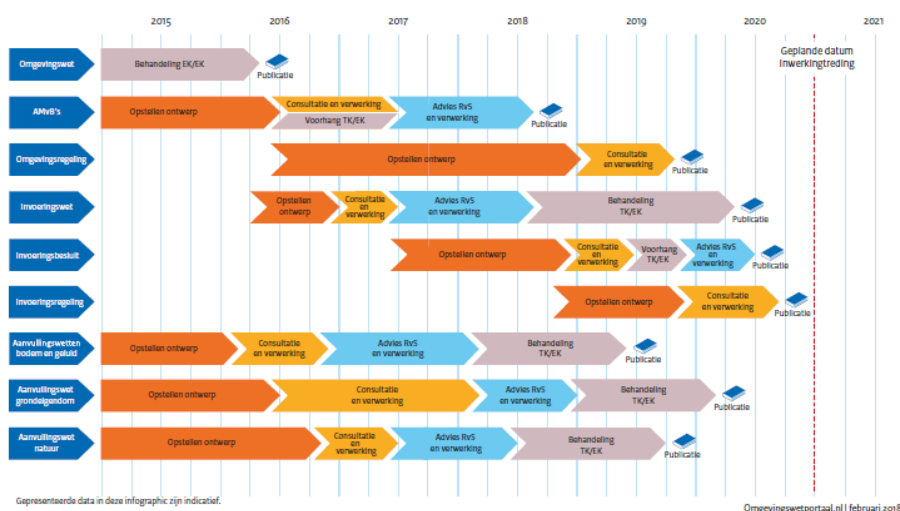 2015 2016 2017 2018 2019 2020 2021
Geplande datum
Inwerkingtreding
Omgevingswet
Behandeling EK/EK
Publicatie
AMvB's
Opstellen ontwerp
Consultatie en verwerking
Voorhang TK/EK
Advies RvS
en verwerking
Publicatie
Omgevingsregeling
Opstellen ontwerp
Consultatie
en verwerking
Publicatie
Invoeringswet
Opstellen
ontwerp
Consultatie
en
verwerking
Advies RvS
en verwerking
Behandeling
TK/EK
Publicatie
Invoeringsbesluit
Opstellen ontwerp
Consultatie
en
verwerking
Voorhang
TK/EK
Advies RvS
en
verwerking
Publicatie
Invoeringsregeling
Opstellen ontwerp
Consultatie
en verwerking
Publicatie
Aanvullingswetten
bodem en geluid
Opstellen ontwerp
Consultatie
en verwerking
Advies RvS
en verwerking
Behandeling
TK/EK
Publicatie
Aanvullingswet
grondeigendom
Opstellen ontwerp
Consultatie
en verwerking
Advies RvS
en verwerking
Behandeling
TK/EK
Publicatie
Aanvullingswet
natuur
Opstellen ontwerp
Consultatie
en
verwerking
Advies RvS
en verwerking
Behandeling
TK/EK
Publicatie
Gepresenteerde data in deze infographic zijn indicatief.
Omgevingswetportaal.nl | februari 2018